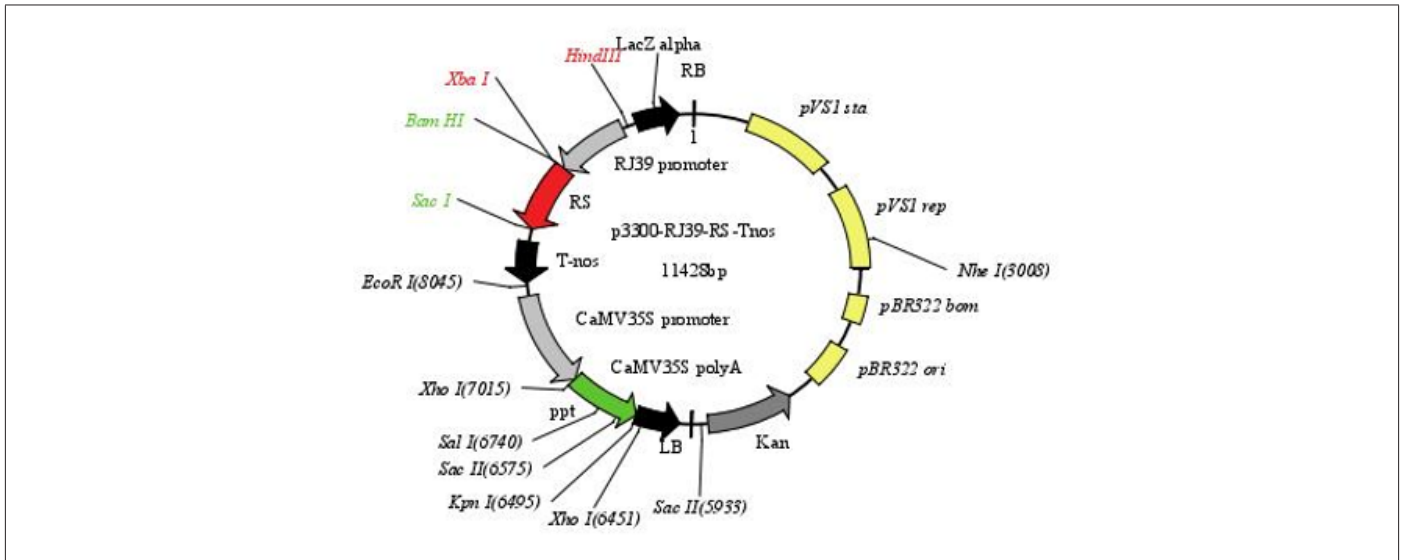 LacZ alpha
HindIII
RB
Xba I
pVS1 sta
Bam HI
1
RJ39 promoter
Sac I
RS
pVS1 rep
p3300-RJ39-RS-Tnos
T-nos
11428bp
Nhe I(3008)
EcoR I(8045)
pBR322 bom
CaMV35S promoter
CaMV35S polyA
pBR322 ori
Xho I(7015)
ppt
Sal I(6740)
LB
Kan
Sac II(6575)
Kpn I(6495)
Sac II(5933)
Xho I(6451)